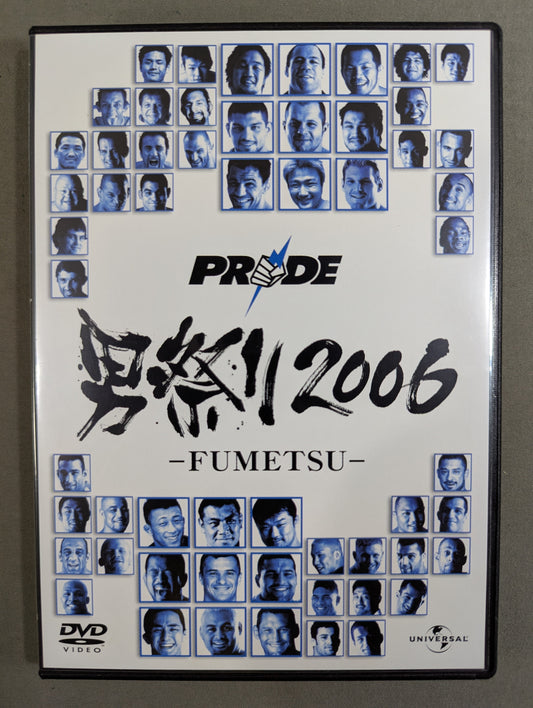 PRIDE
男祭り2006
-FUMETSU-
DVD
VIDEO
UNIVERSAL